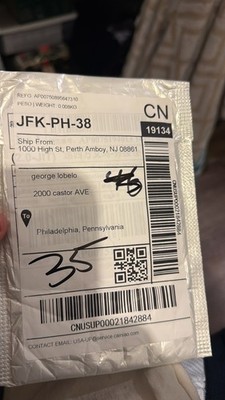 CN
JFK-PH-38
19134
Ship From
1000 High St, Perth Amboy, NJ 08861
george lobelo
2000 castor AVE
To
Philadelphia, Pennsylvania
35
CNUSUP00021842884